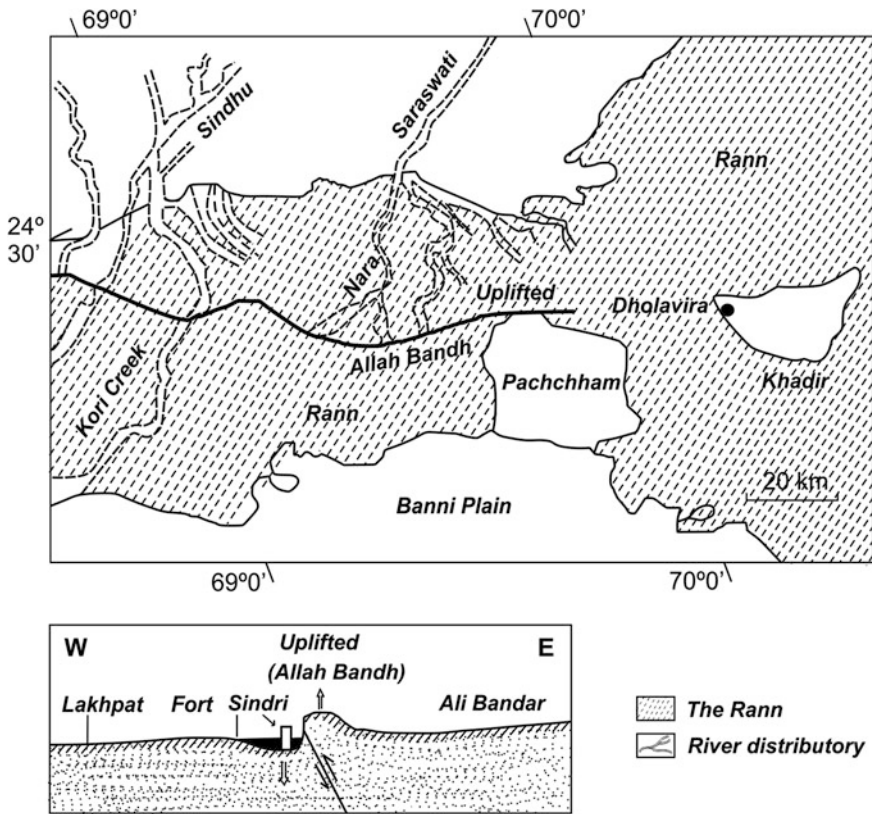 69º0’
70º0’
Sindhu
Saraswati
Rann
24º
30’
Nara
Uplifted
Dholavira
Allah Bandh
Kori Creek
Pachchham
Khadir
Rann
20 km
Banni Plain
69º0’
70º0’
W
Uplifted
(Allah Bandh)
E
Lakhpat
Fort
Sindri
Ali Bandar
The Rann
River distributory